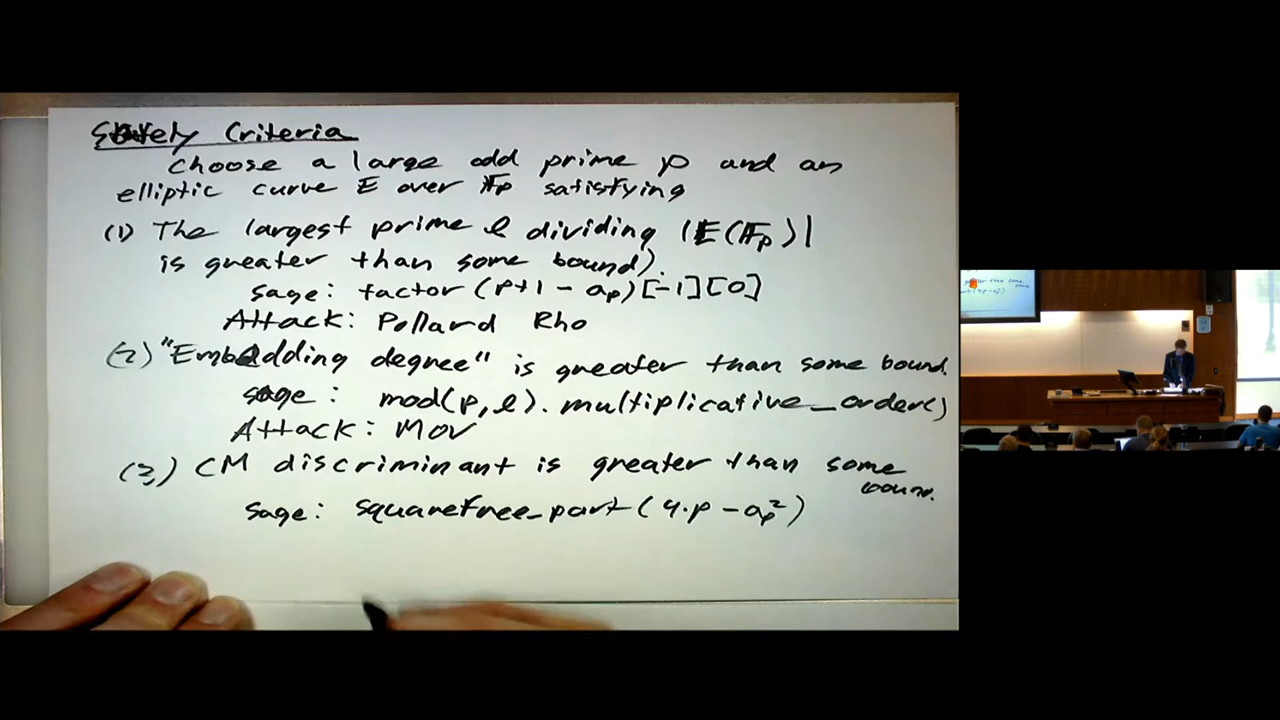 Safety Criteria
choose a large odd prime p and an
elliptic curve E over 𝔽p satisfying
(1) The largest prime ℓ dividing |E(𝔽p)|
is greater than some bound).
sage: factor(p+1-ap)[-1][0]
Attack: Pollard Rho
(2) "Embedding degree" is greater than some bound.
sage: mod(p,ℓ).multiplicative_order()
Attack: MOV
(3) CM discriminant is greater than some
bound.
sage: squarefree_part(4·p-ap²)